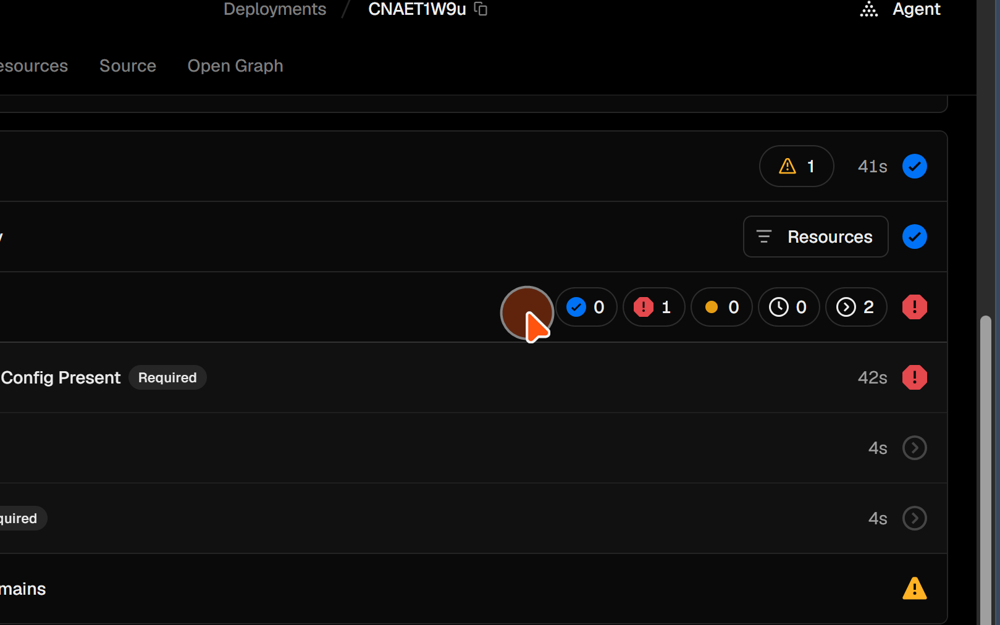 Deployments / CNAET1W9u
Agent
esources Source Open Graph
1 41s
Resources
0 1 0 0 2
Config Present Required 42s
4s
quired 4s
mains